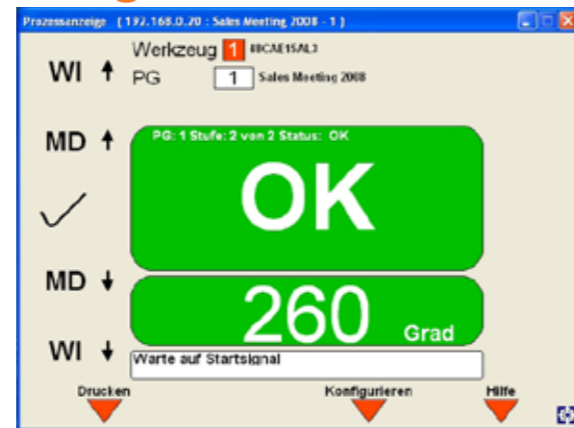 Prozessanzeige ( 192.168.0.20 : Sales Meeting 2008 - 1 )
Werkzeug 1
WI
PG 1 Sales Meeting 2008
MD
PG: 1 Stufe: 2 von 2 Status: OK
OK
MD
260 Grad
WI
Warte auf Startsignal
Drucken Konfigurieren Hilfe